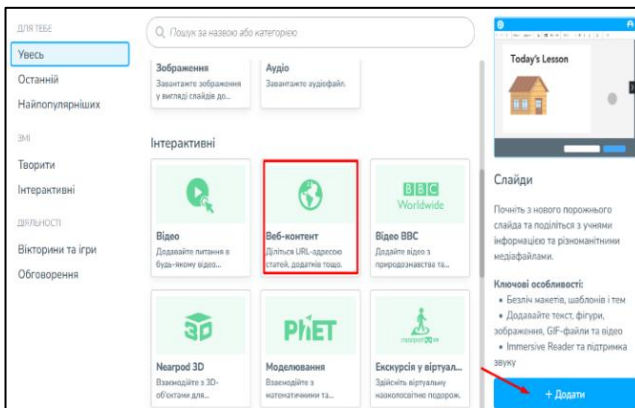 ДЛЯ ТЕБЕ
Увесь
Останній
Найпопулярніших
ЗМІ
Творити
Інтерактивні
ДІЯЛЬНОСТІ
Вікторини та ігри
Обговорення
Пошук за назвою або категорією
Зображення
Завантажте зображення
у вигляді слайдів до...
Аудіо
Завантажте аудіофайл.
Інтерактивні
Відео
Додавайте питання в
будь-якому відео...
Веб-контент
Діліться URL-адресою
статей, додатків тощо.
BBC
Worldwide
Відео BBC
Додайте відео з
природознавства та...
3D
Nearpod 3D
Взаємодійте з 3D-
об'єктами для...
PhET
Моделювання
Взаємодійте з
математичними та...
nearpod VR
Екскурсія у віртуал...
Здійсніть віртуальну
навколосвітню подорож.
Today's Lesson
Слайди
Почніть з нового порожнього
слайда та поділіться з учнями
інформацією та різноманітними
медіафайлами.
Ключові особливості:
• Безліч макетів, шаблонів і тем
• Додавайте текст, фігури,
зображення, GIF-файли та відео
• Immersive Reader та підтримка
звуку
+ Додати